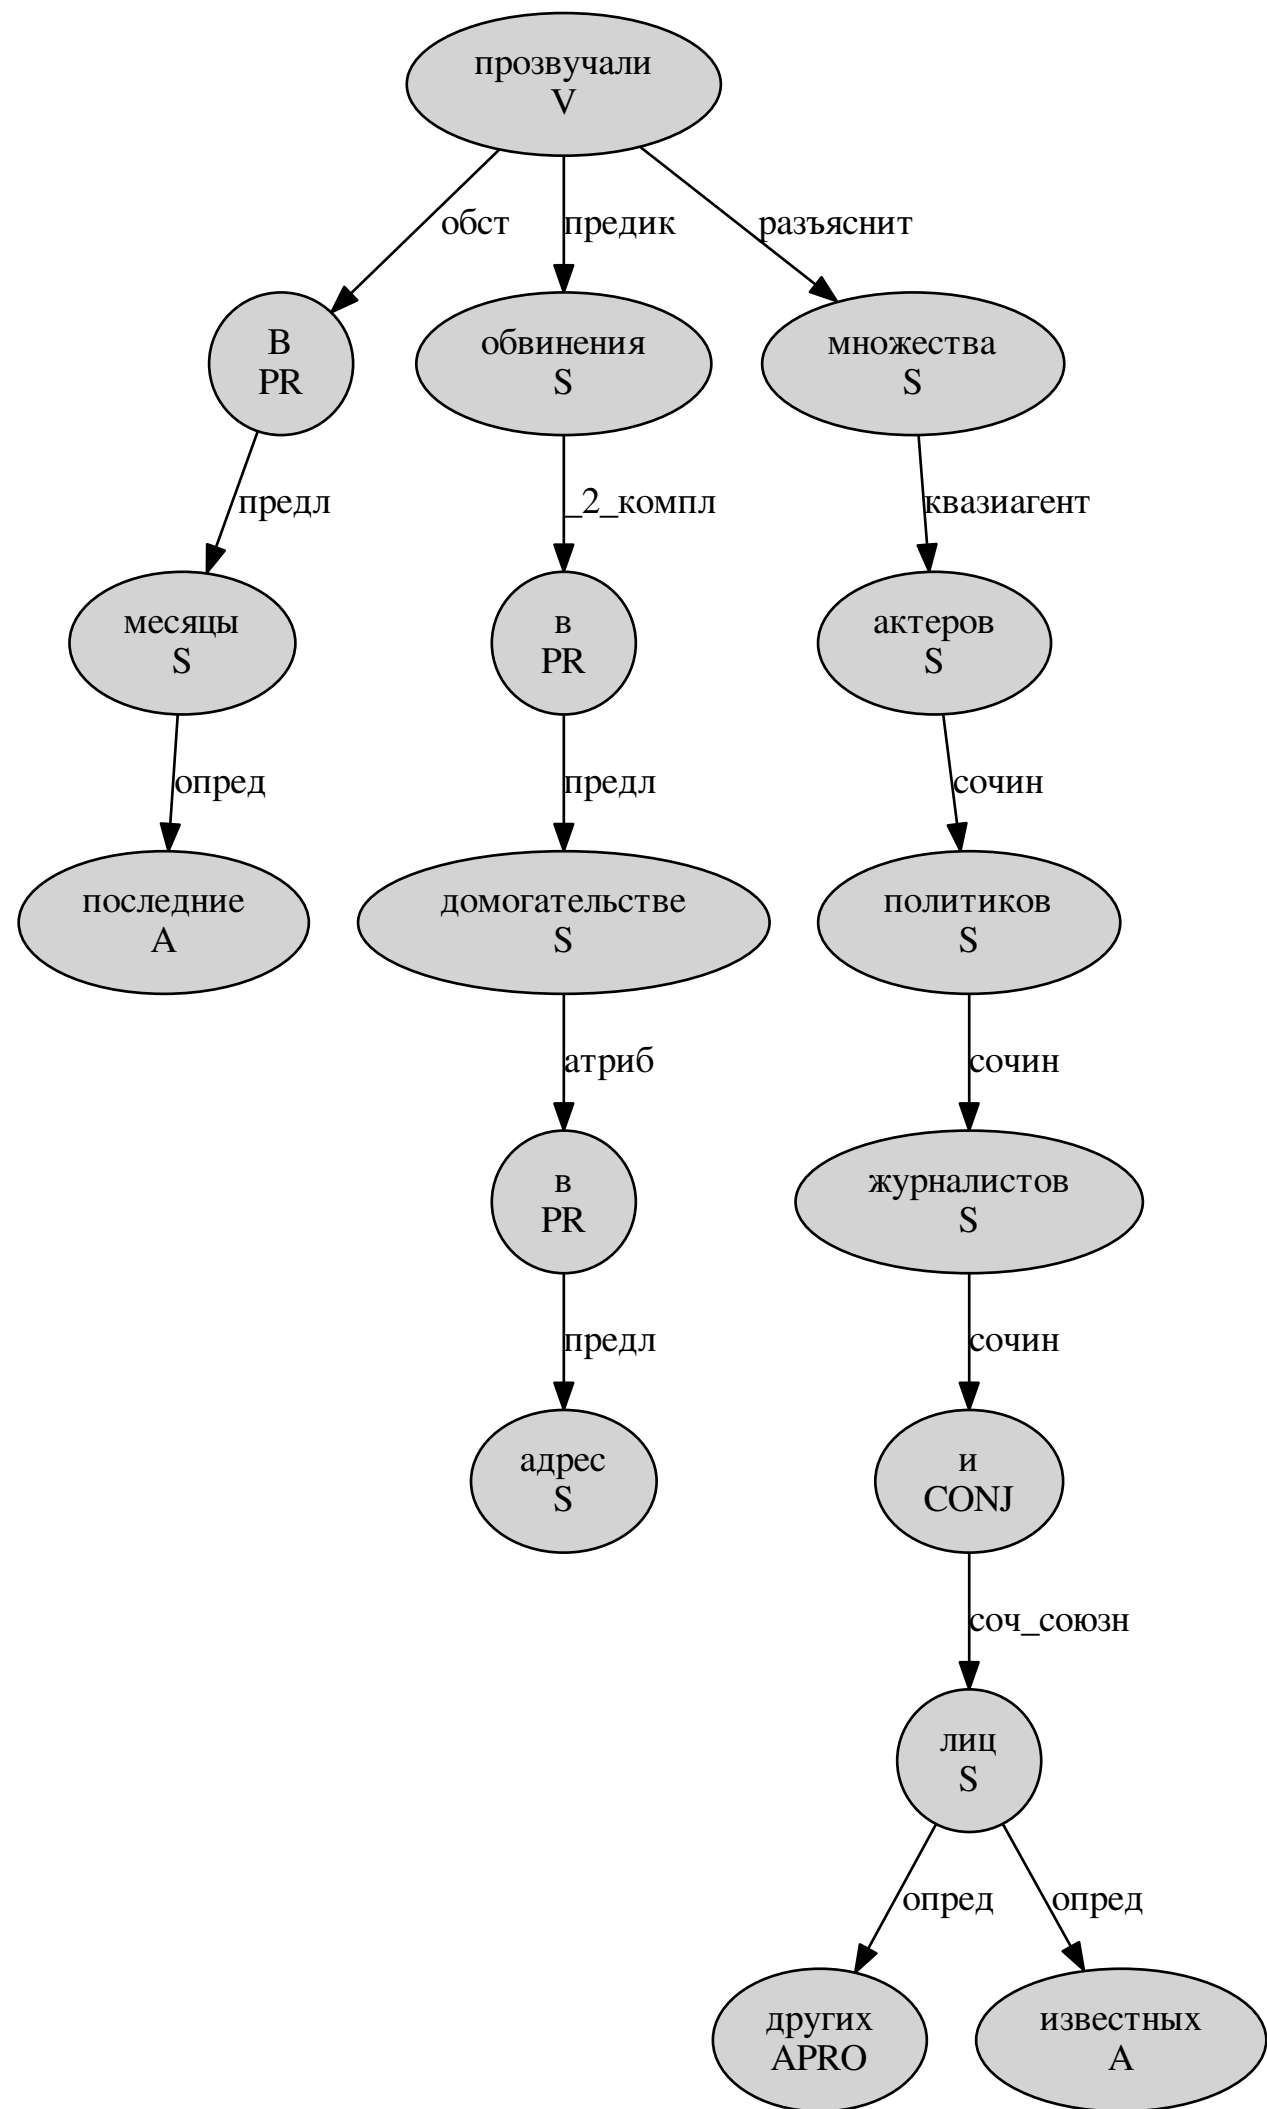 прозвучали
V
обст
предик
разъяснит
В
PR
обвинения
S
множества
S
предл
_2_компл
квазиагент
месяцы
S
в
PR
актеров
S
опред
предл
сочин
последние
A
домогательстве
S
политиков
S
атриб
сочин
в
PR
журналистов
S
предл
сочин
адрес
S
и
CONJ
соч_союзн
лиц
S
опред
опред
других
APRO
известных
A